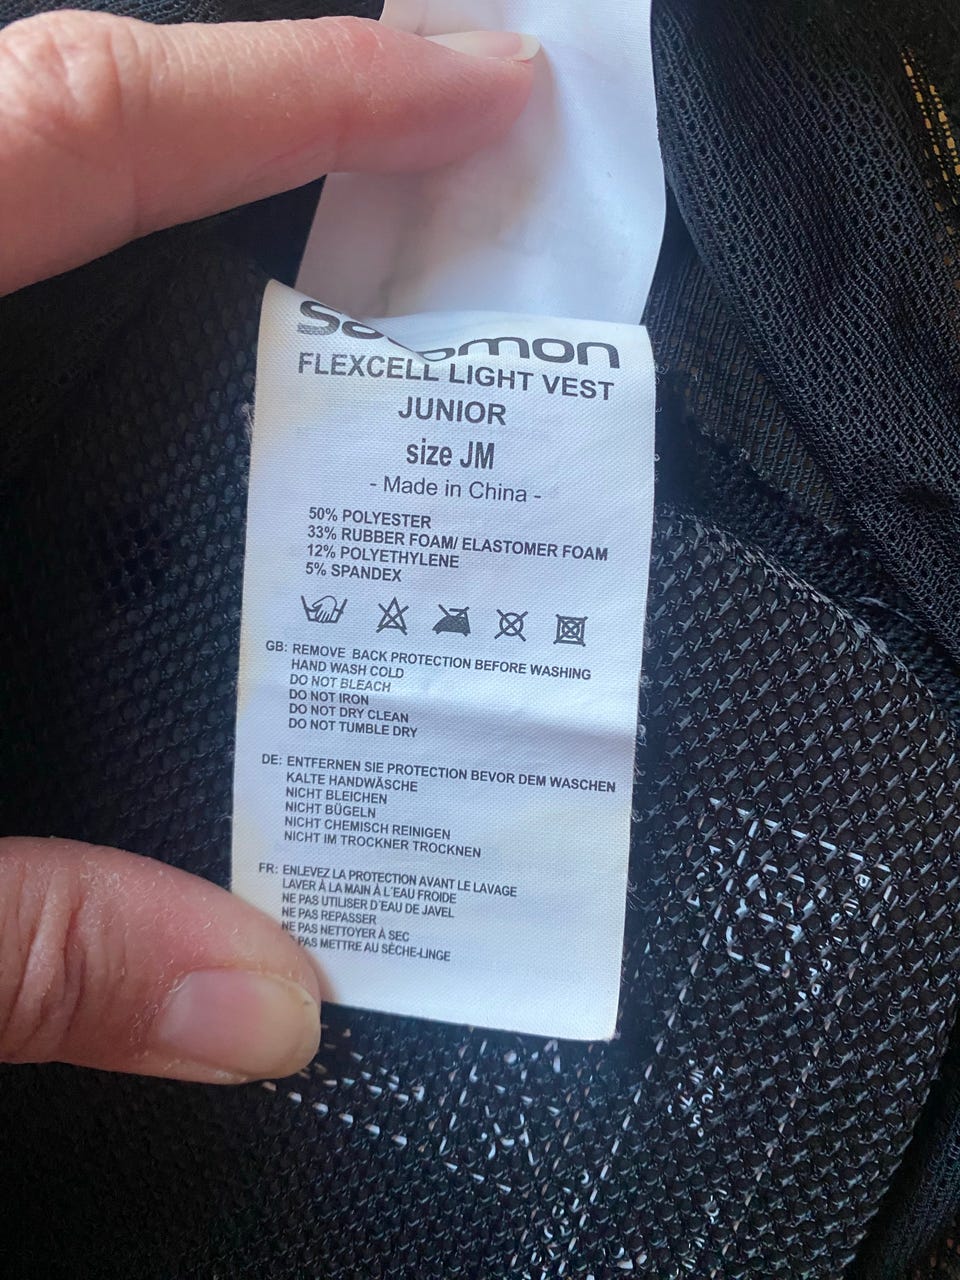 Salomon
FLEXCELL LIGHT VEST
JUNIOR
size JM
- Made in China -
50% POLYESTER
33% RUBBER FOAM/ ELASTOMER FOAM
12% POLYETHYLENE
5% SPANDEX
GB: REMOVE BACK PROTECTION BEFORE WASHING
HAND WASH COLD
DO NOT BLEACH
DO NOT IRON
DO NOT DRY CLEAN
DO NOT TUMBLE DRY
DE: ENTFERNEN SIE PROTECTION BEVOR DEM WASCHEN
KALTE HANDWÄSCHE
NICHT BLEICHEN
NICHT BÜGELN
NICHT CHEMISCH REINIGEN
NICHT IM TROCKNER TROCKNEN
FR: ENLEVEZ LA PROTECTION AVANT LE LAVAGE
LAVER À LA MAIN À L'EAU FROIDE
NE PAS UTILISER D'EAU DE JAVEL
NE PAS REPASSER
NE PAS NETTOYER À SEC
PAS METTRE AU SÈCHE-LINGE